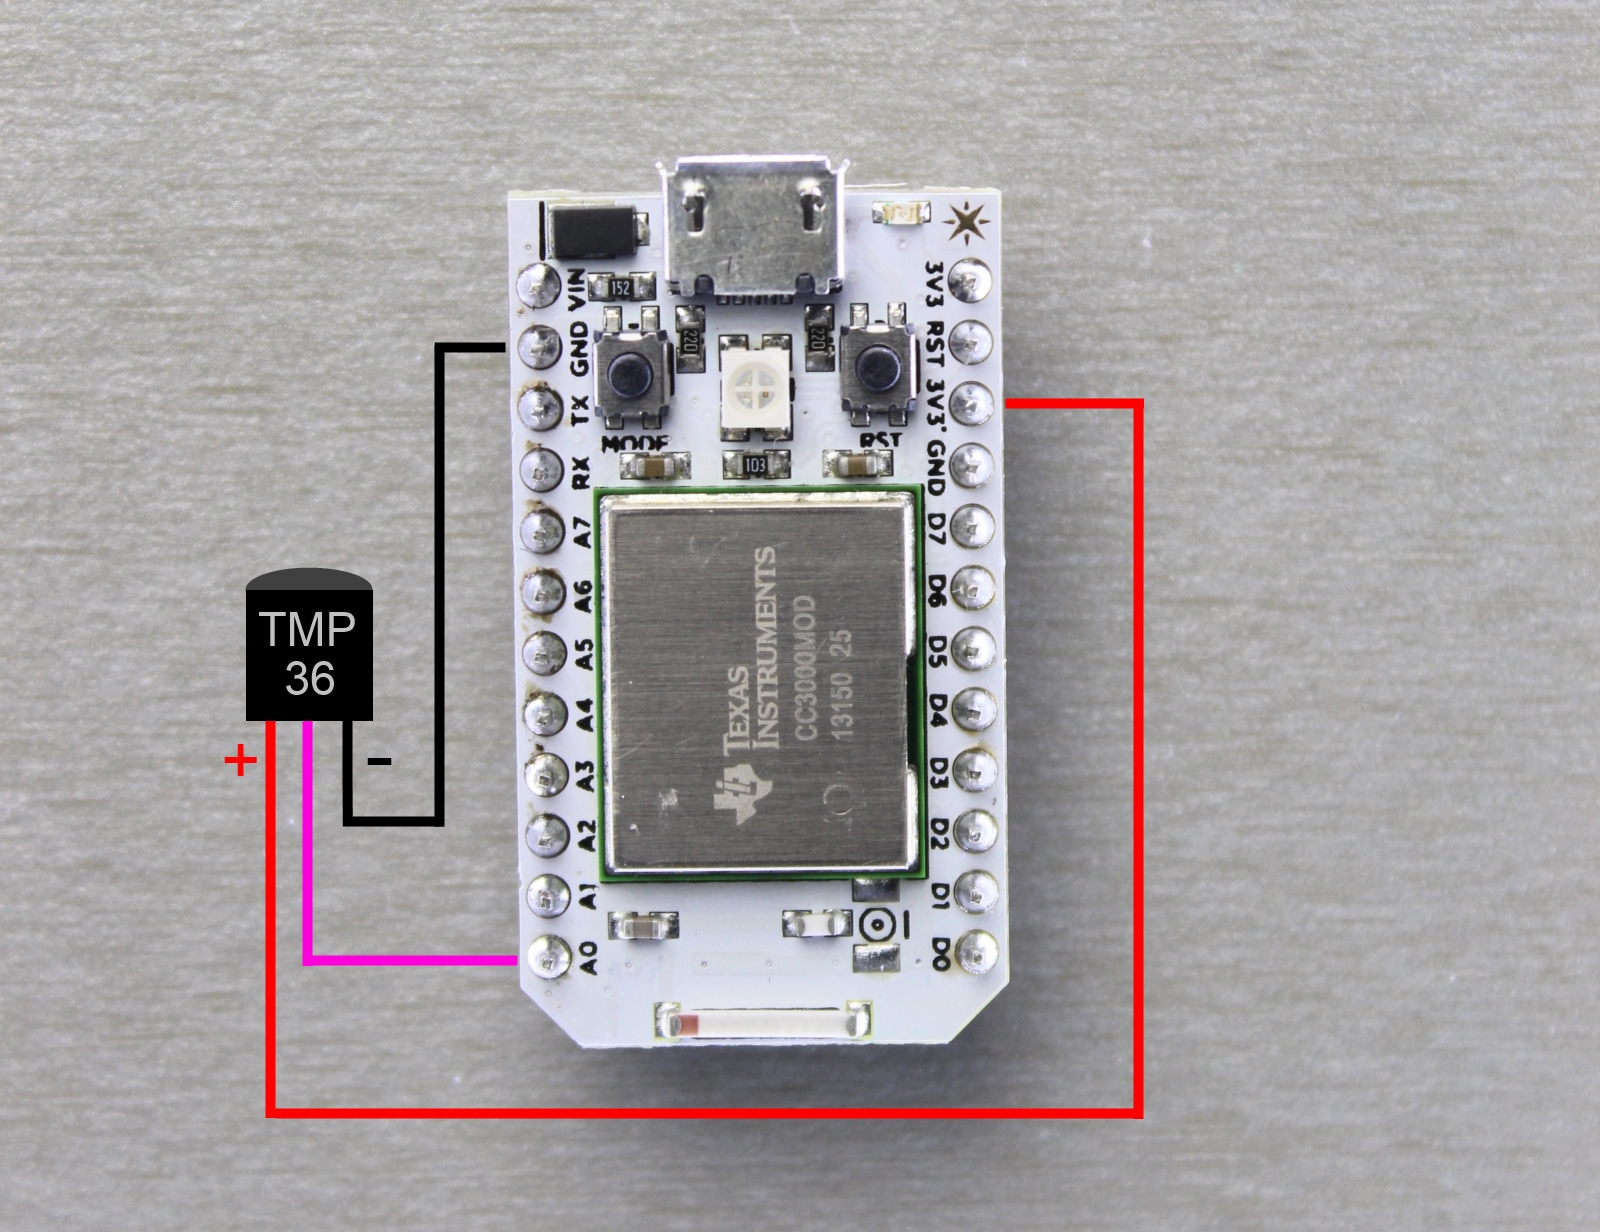 VIN
GND
TX
RX
A7
A6
A5
A4
A3
A2
A1
A0
152
220
220
MODE
RST
103
3V3
RST
3V3*
GND
D7
D6
D5
D4
D3
D2
D1
D0
TEXAS
INSTRUMENTS
CC3000MOD
13150 25
TMP
36
+
-